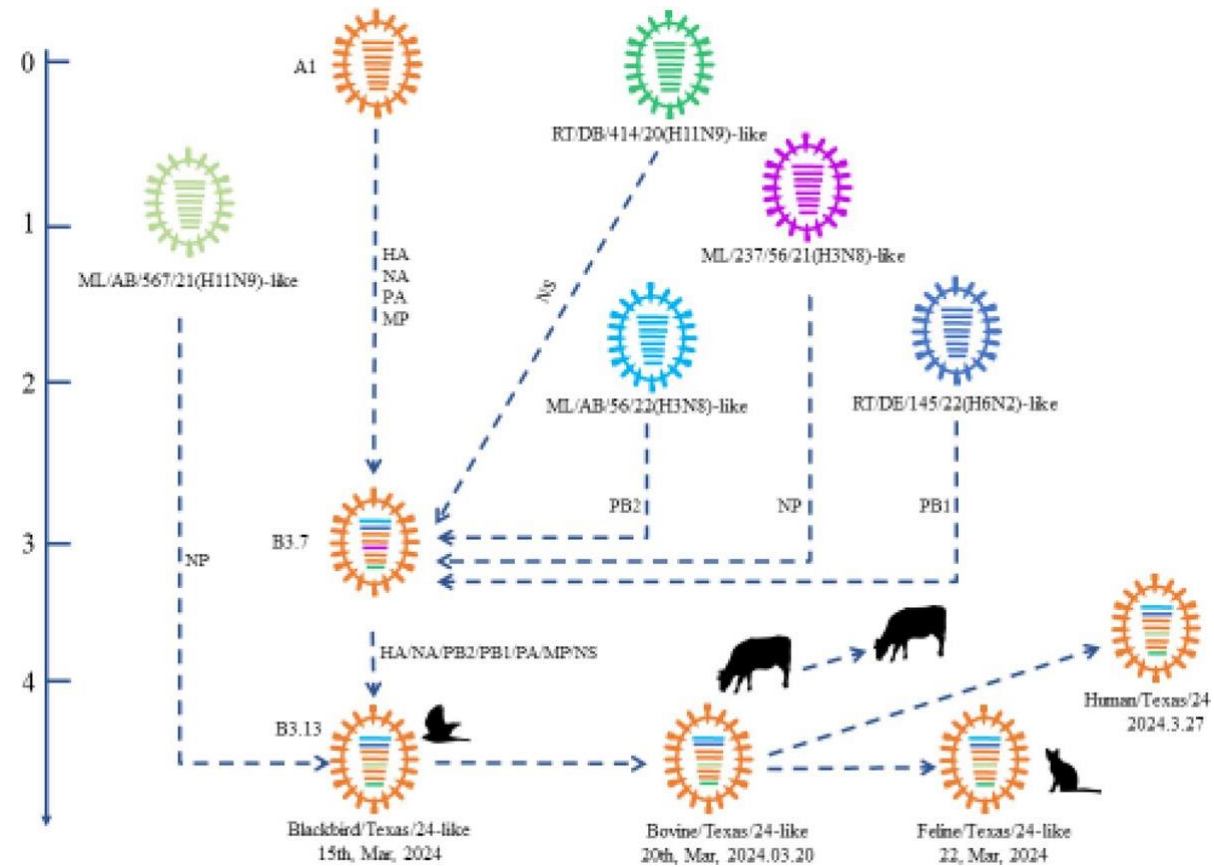 0
A1
RT/DB/414/20(H11N9)-like
1
ML/AB/567/21(H11N9)-like
ML/237/56/21(H3N8)-like
HA
NA
PA
MP
NS
2
ML/AB/56/22(H3N8)-like
RT/DE/145/22(H6N2)-like
PB2
NP
PB1
3
B3.7
NP
HA/NA/PB2/PB1/PA/MP/NS
4
B3.13
Human/Texas/24
2024.3.27
Blackbird/Texas/24-like
15th, Mar, 2024
Bovine/Texas/24-like
20th, Mar, 2024.03.20
Feline/Texas/24-like
22, Mar, 2024